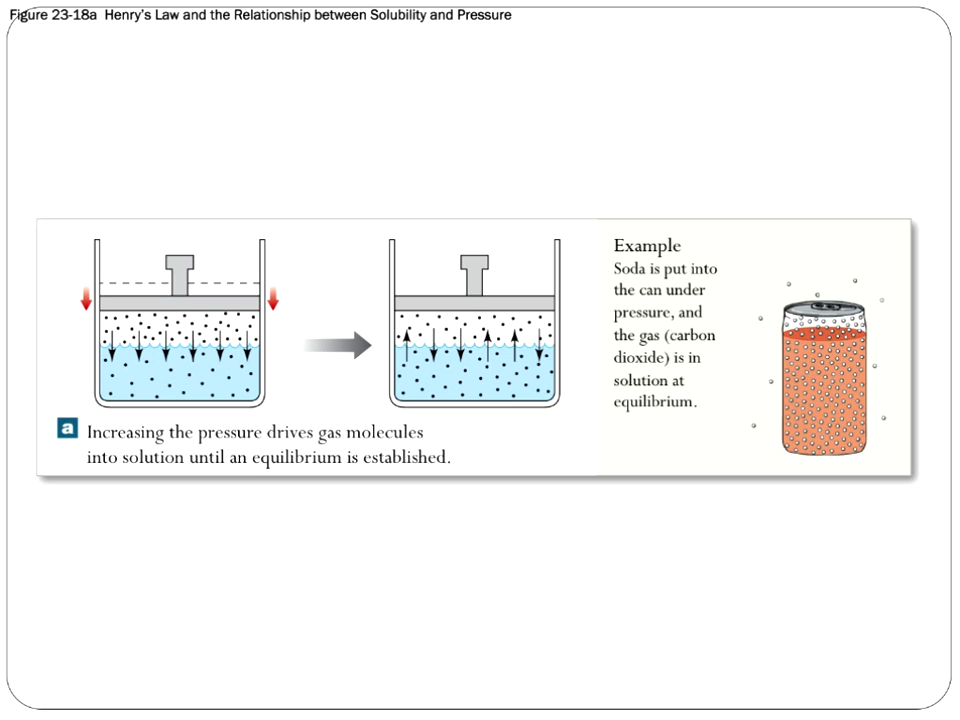 Figure 23-18a Henry's Law and the Relationship between Solubility and Pressure
Example
Soda is put into
the can under
pressure, and
the gas (carbon
dioxide) is in
solution at
equilibrium.
a Increasing the pressure drives gas molecules
into solution until an equilibrium is established.